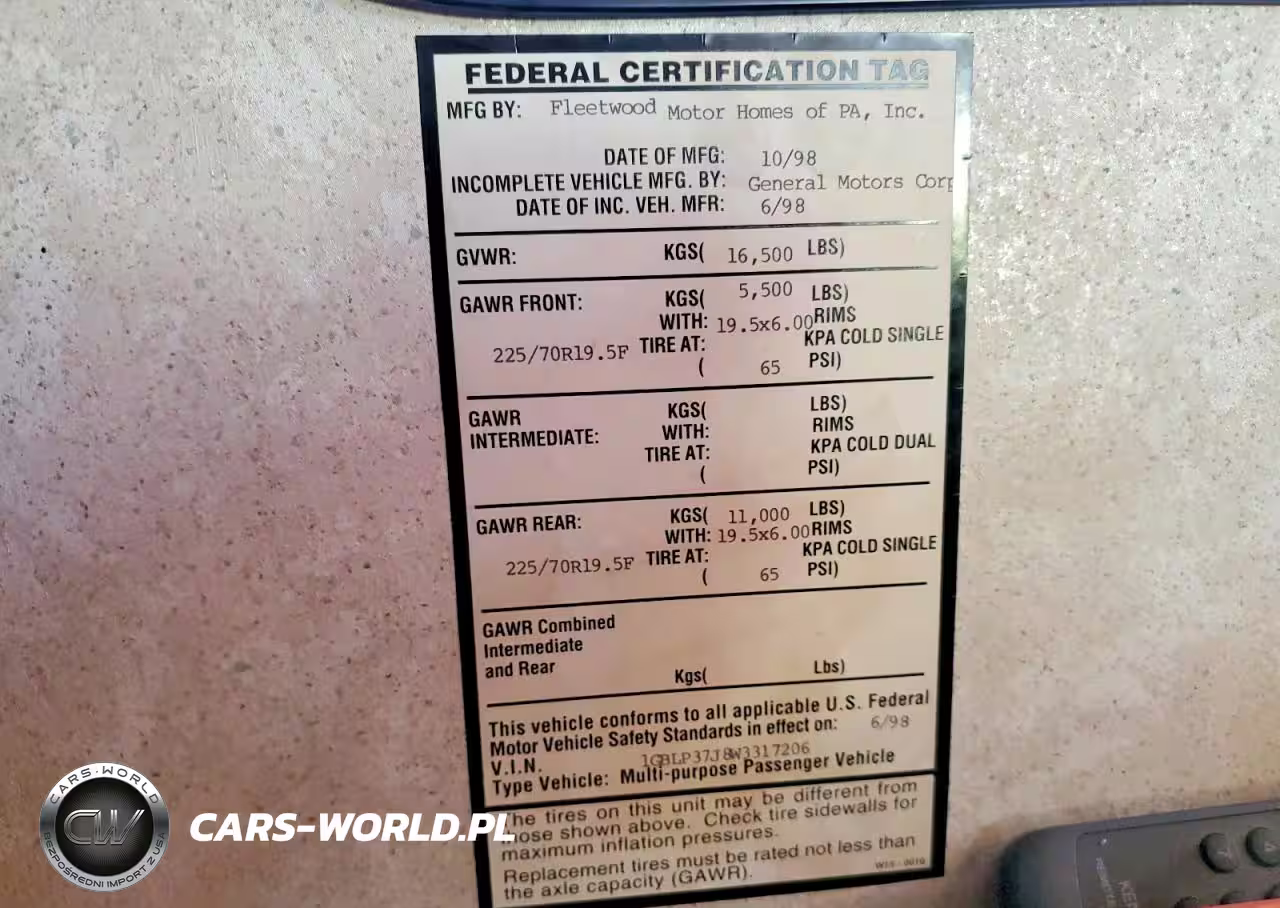 FEDERAL CERTIFICATION TAG
MFG BY: Fleetwood Motor Homes of PA, Inc.
DATE OF MFG: 10/98
INCOMPLETE VEHICLE MFG. BY: General Motors Corp
DATE OF INC. VEH. MFR: 6/98
GVWR: KGS( 16,500 LBS)
GAWR FRONT: KGS( 5,500 LBS)
WITH: 19.5x6.00 RIMS
225/70R19.5F TIRE AT: KPA COLD SINGLE
( 65 PSI)
GAWR KGS( LBS)
INTERMEDIATE: WITH: RIMS
TIRE AT: KPA COLD DUAL
( PSI)
GAWR REAR: KGS( 11,000 LBS)
WITH: 19.5x6.00 RIMS
225/70R19.5F TIRE AT: KPA COLD SINGLE
( 65 PSI)
GAWR Combined
Intermediate
and Rear Kgs( Lbs)
This vehicle conforms to all applicable U.S. Federal
Motor Vehicle Safety Standards in effect on: 6/98
V.I.N. 1GBLP37J8W3317206
Type Vehicle: Multi-purpose Passenger Vehicle
The tires on this unit may be different from
those shown above. Check tire sidewalls for
maximum inflation pressures.
Replacement tires must be rated not less than
the axle capacity (GAWR).
CARS-WORLD
CW
BEZPOŚREDNI IMPORT Z USA
CARS-WORLD.PL